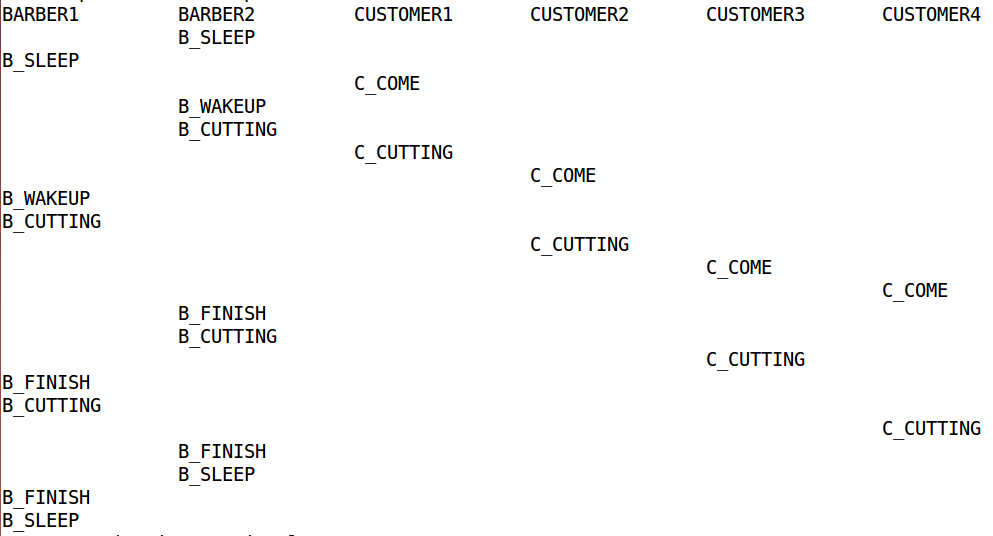 BARBER1 BARBER2 CUSTOMER1 CUSTOMER2 CUSTOMER3 CUSTOMER4
B_SLEEP
B_SLEEP
C_COME
B_WAKEUP
B_CUTTING
C_CUTTING
C_COME
B_WAKEUP
B_CUTTING
C_CUTTING
C_COME
C_COME
B_FINISH
B_CUTTING
C_CUTTING
B_FINISH
B_CUTTING
C_CUTTING
B_FINISH
B_SLEEP
B_FINISH
B_SLEEP